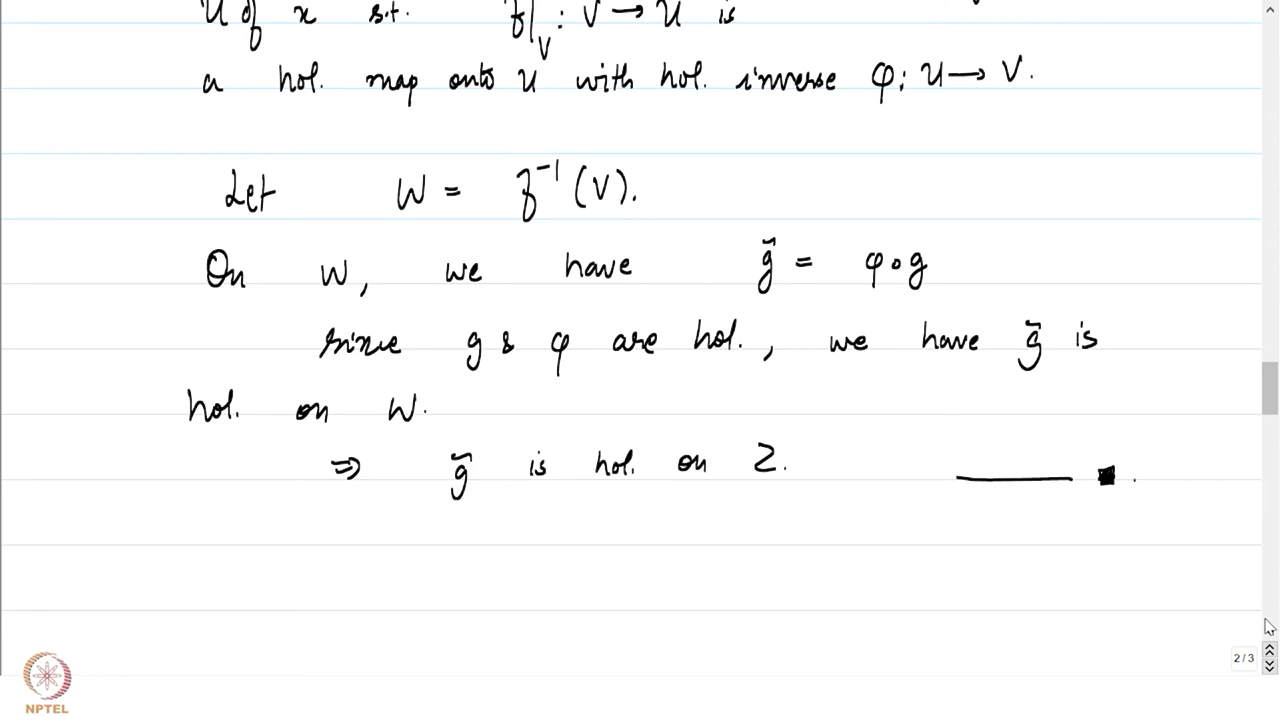 U of x s.t. f|_V : V → U is
a hol. map onto U with hol. inverse φ : U → V.
Let W = f⁻¹(V).
On W, we have g̃ = φ∘g
since g & φ are hol., we have g̃ is
hol. on W.
⇒ g̃ is hol. on Z.
2 / 3
NPTEL